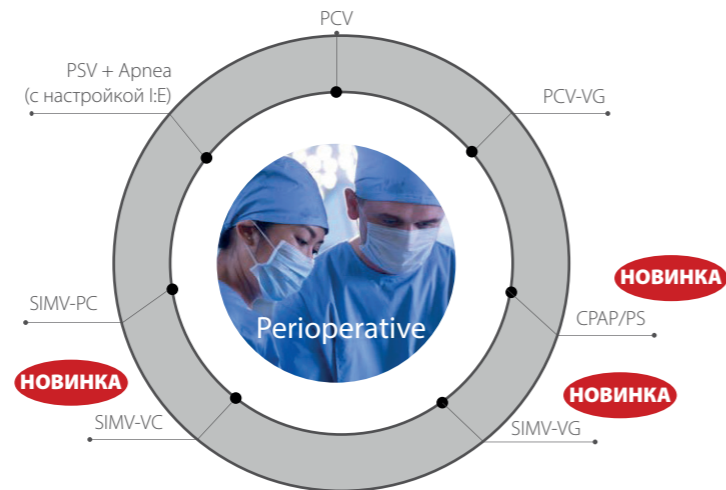 PCV
PSV + Apnea
(с настройкой I:E)
PCV-VG
НОВИНКА
SIMV-PC
CPAP/PS
Perioperative
НОВИНКА
НОВИНКА
SIMV-VC
SIMV-VG